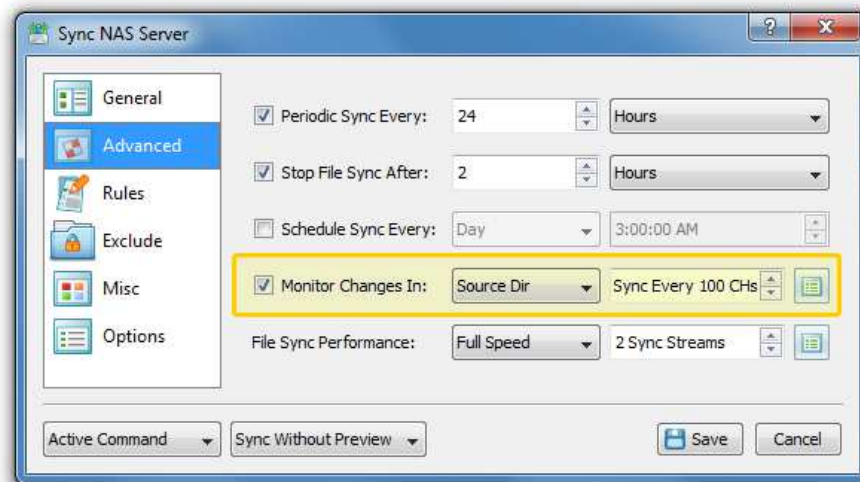 Sync NAS Server
General
Advanced
Rules
Exclude
Misc
Options
Periodic Sync Every: 24 Hours
Stop File Sync After: 2 Hours
Schedule Sync Every: Day 3:00:00 AM
Monitor Changes In: Source Dir Sync Every 100 CHs
File Sync Performance: Full Speed 2 Sync Streams
Active Command Sync Without Preview Save Cancel